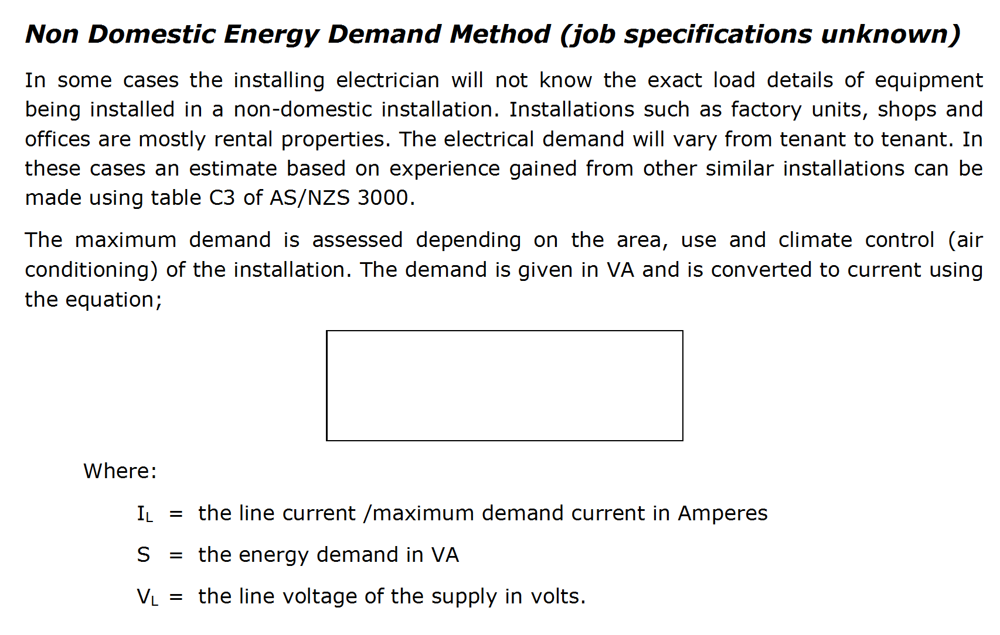 Non Domestic Energy Demand Method (job specifications unknown)
In some cases the installing electrician will not know the exact load details of equipment
being installed in a non-domestic installation. Installations such as factory units, shops and
offices are mostly rental properties. The electrical demand will vary from tenant to tenant. In
these cases an estimate based on experience gained from other similar installations can be
made using table C3 of AS/NZS 3000.
The maximum demand is assessed depending on the area, use and climate control (air
conditioning) of the installation. The demand is given in VA and is converted to current using
the equation;
Where:
IL = the line current /maximum demand current in Amperes
S = the energy demand in VA
VL = the line voltage of the supply in volts.